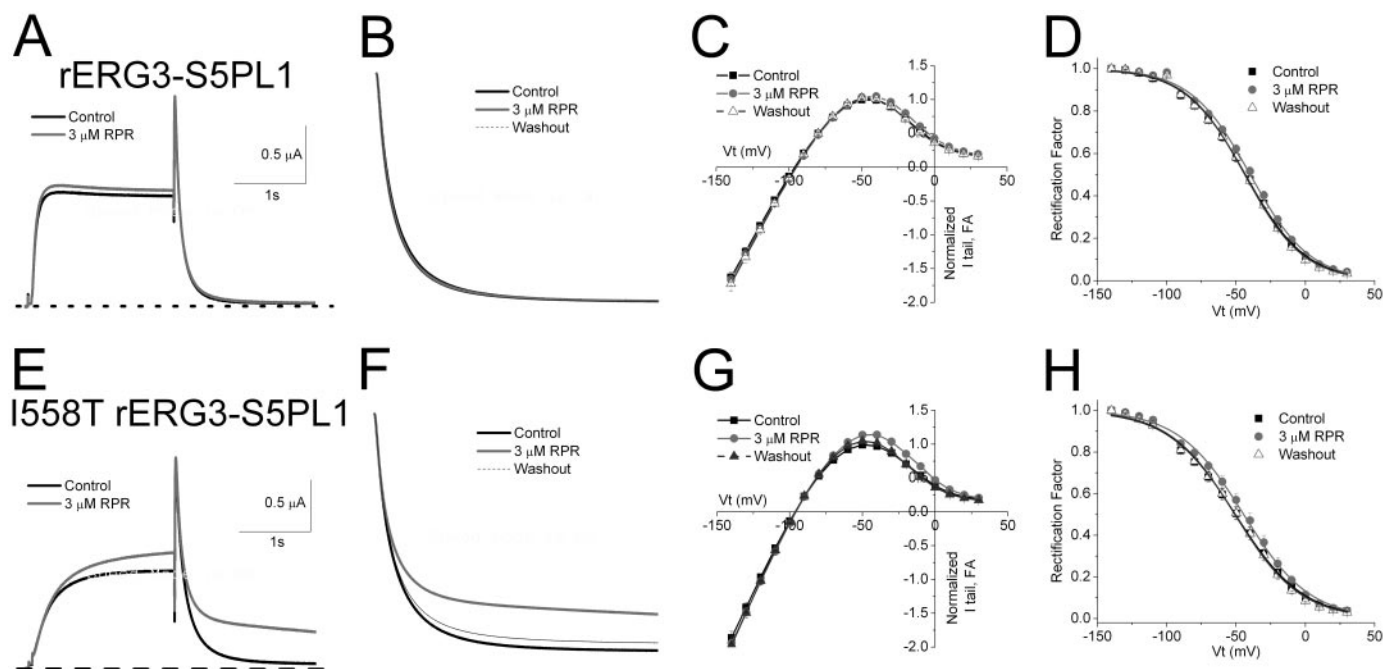 A
rERG3-S5PL1
Control
3 μM RPR
0.5 μA
1s
B
Control
3 μM RPR
Washout
C
Control
3 μM RPR
Washout
1.5
1.0
0.5
0.0
-0.5
-1.0
-1.5
-2.0
Vt (mV)
-150 -100 -50 0 50
Normalized
I tail, FA
D
Control
3 μM RPR
Washout
1.0
0.8
0.6
0.4
0.2
0.0
Rectification Factor
-150 -100 -50 0 50
Vt (mV)
E
I558T rERG3-S5PL1
Control
3 μM RPR
0.5 μA
1s
F
Control
3 μM RPR
Washout
G
Control
3 μM RPR
Washout
1.5
1.0
0.5
0.0
-0.5
-1.0
-1.5
-2.0
Vt (mV)
-150 -100 -50 0 50
Normalized
I tail, FA
H
Control
3 μM RPR
Washout
1.0
0.8
0.6
0.4
0.2
0.0
Rectification Factor
-150 -100 -50 0 50
Vt (mV)